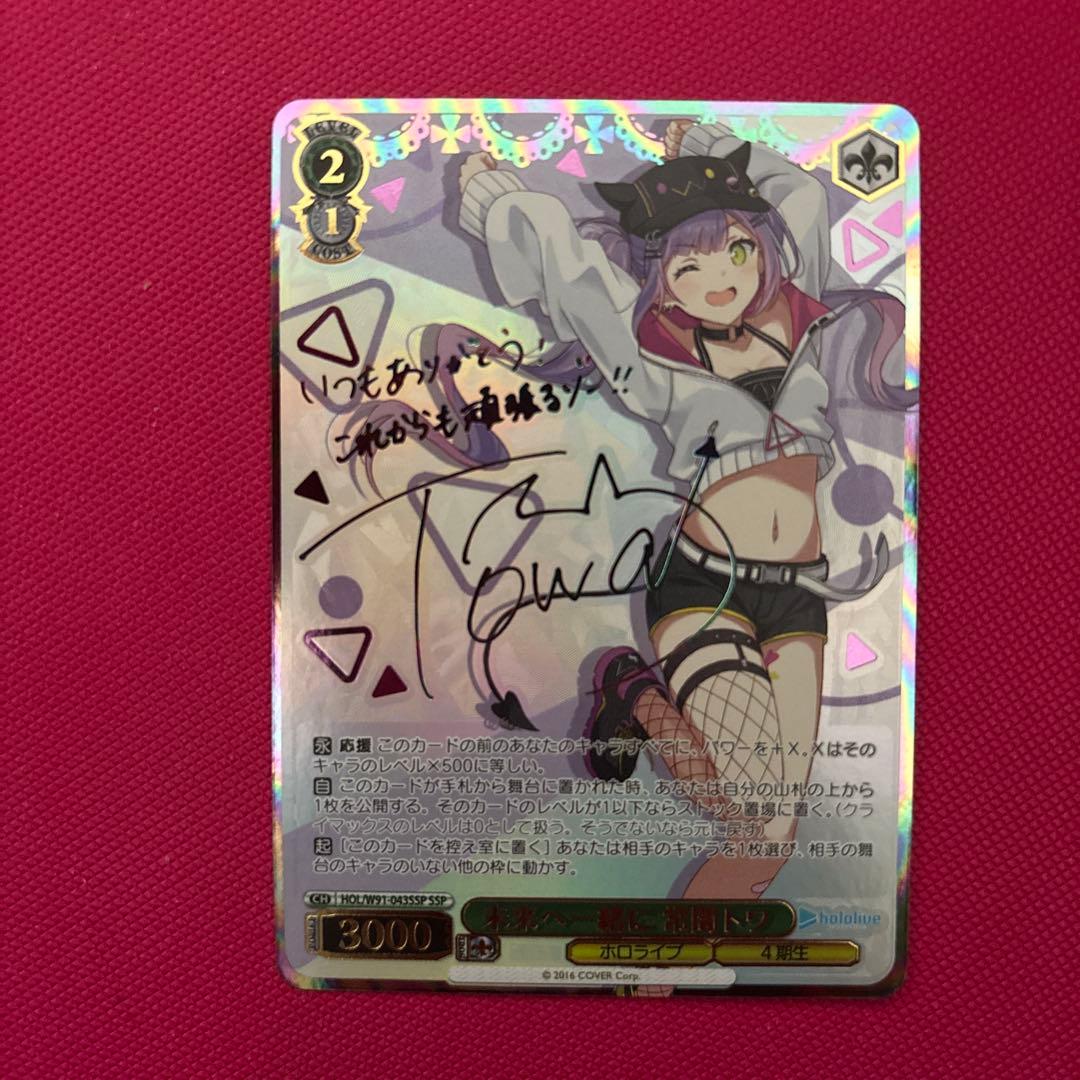 LEVEL
2
1
COST
いつもありがとう!
これからも頑張るゾー!!
Towa
永 応援 このカードの前のあなたのキャラすべてに、パワーを+X。Xはその
キャラのレベル×500に等しい。
自 このカードが手札から舞台に置かれた時、あなたは自分の山札の上から
1枚を公開する。そのカードのレベルが1以下ならストック置場に置く。(クラ
イマックスのレベルは0として扱う。そうでないなら元に戻す)
起 [このカードを控え室に置く] あなたは相手のキャラを1枚選び、相手の舞
台のキャラのいない他の枠に動かす。
CH HOL/W91-043SSP SSP
未来へ一緒に 常闇トワ
hololive
3000
ホロライブ 4期生
© 2016 COVER Corp.